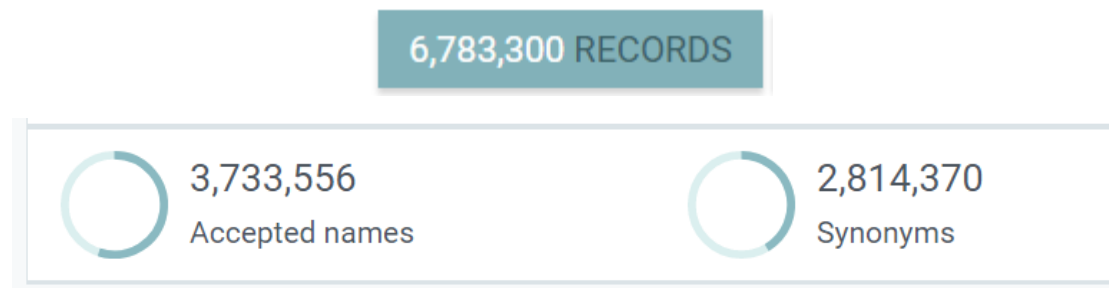 6,783,300 RECORDS
3,733,556
Accepted names
2,814,370
Synonyms